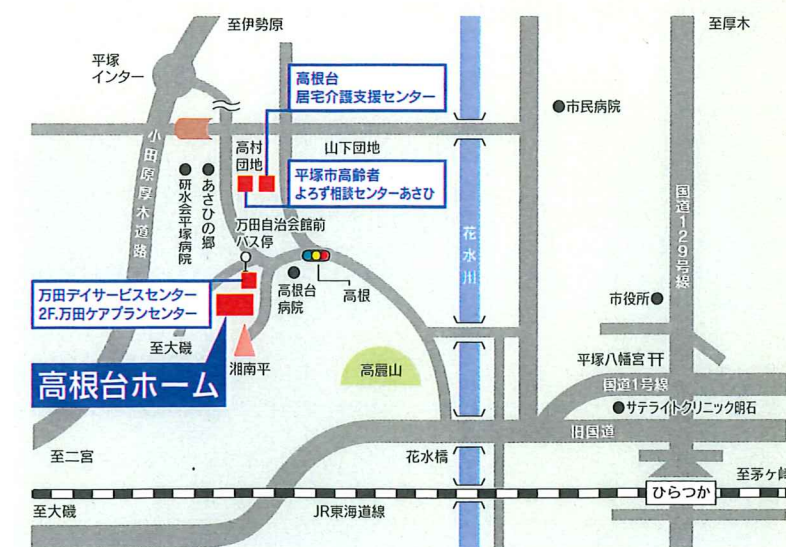 至伊勢原
至厚木
平塚
インター
高根台
居宅介護支援センター
市民病院
小田原厚木道路
高村
団地
山下団地
平塚市高齢者
よろず相談センターあさひ
研水会平塚病院
あさひの郷
国道129号線
万田自治会館前
バス停
花水川
万田デイサービスセンター
2F.万田ケアプランセンター
高根台
病院
高根
市役所
至大磯
湘南平
高麗山
平塚八幡宮
国道1号線
高根台ホーム
サテライトクリニック明石
旧国道
至二宮
花水橋
至茅ヶ崎
ひらつか
至大磯
JR東海道線